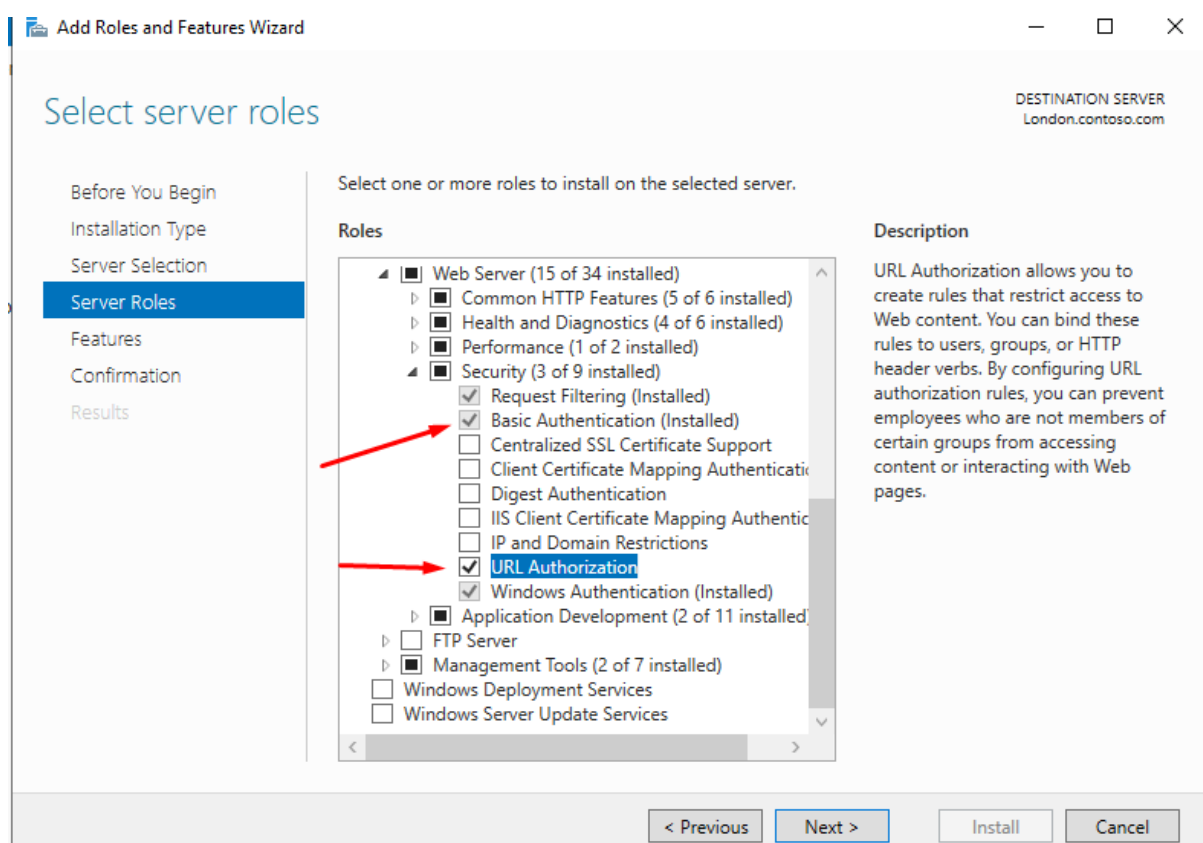 Add Roles and Features Wizard
Select server roles
DESTINATION SERVER
London.contoso.com
Before You Begin
Installation Type
Server Selection
Server Roles
Features
Confirmation
Results
Select one or more roles to install on the selected server.
Roles
Web Server (15 of 34 installed)
Common HTTP Features (5 of 6 installed)
Health and Diagnostics (4 of 6 installed)
Performance (1 of 2 installed)
Security (3 of 9 installed)
Request Filtering (Installed)
Basic Authentication (Installed)
Centralized SSL Certificate Support
Client Certificate Mapping Authenticatic
Digest Authentication
IIS Client Certificate Mapping Authentic
IP and Domain Restrictions
URL Authorization
Windows Authentication (Installed)
Application Development (2 of 11 installed)
FTP Server
Management Tools (2 of 7 installed)
Windows Deployment Services
Windows Server Update Services
Description
URL Authorization allows you to
create rules that restrict access to
Web content. You can bind these
rules to users, groups, or HTTP
header verbs. By configuring URL
authorization rules, you can prevent
employees who are not members of
certain groups from accessing
content or interacting with Web
pages.
< Previous
Next >
Install
Cancel